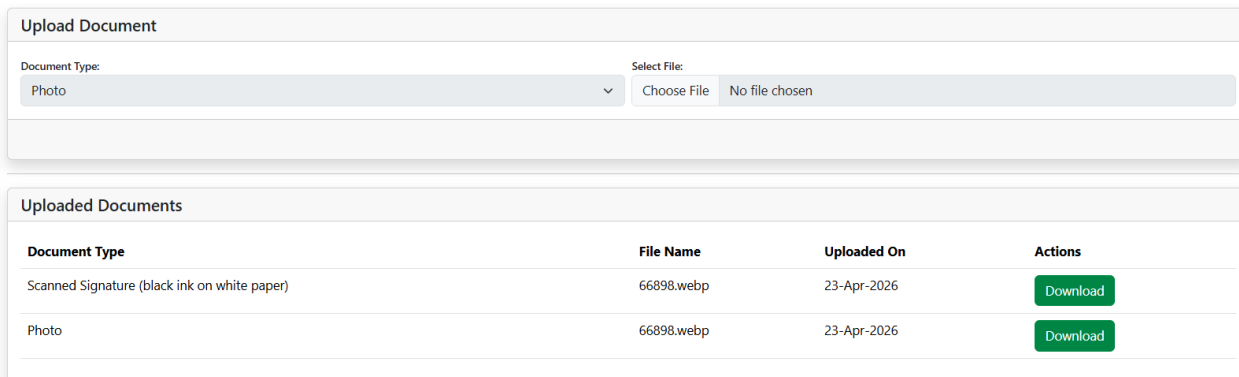 Upload Document
Document Type: Select File:
Photo Choose File No file chosen
Uploaded Documents
Document Type File Name Uploaded On Actions
Scanned Signature (black ink on white paper) 66898.webp 23-Apr-2026 Download
Photo 66898.webp 23-Apr-2026 Download